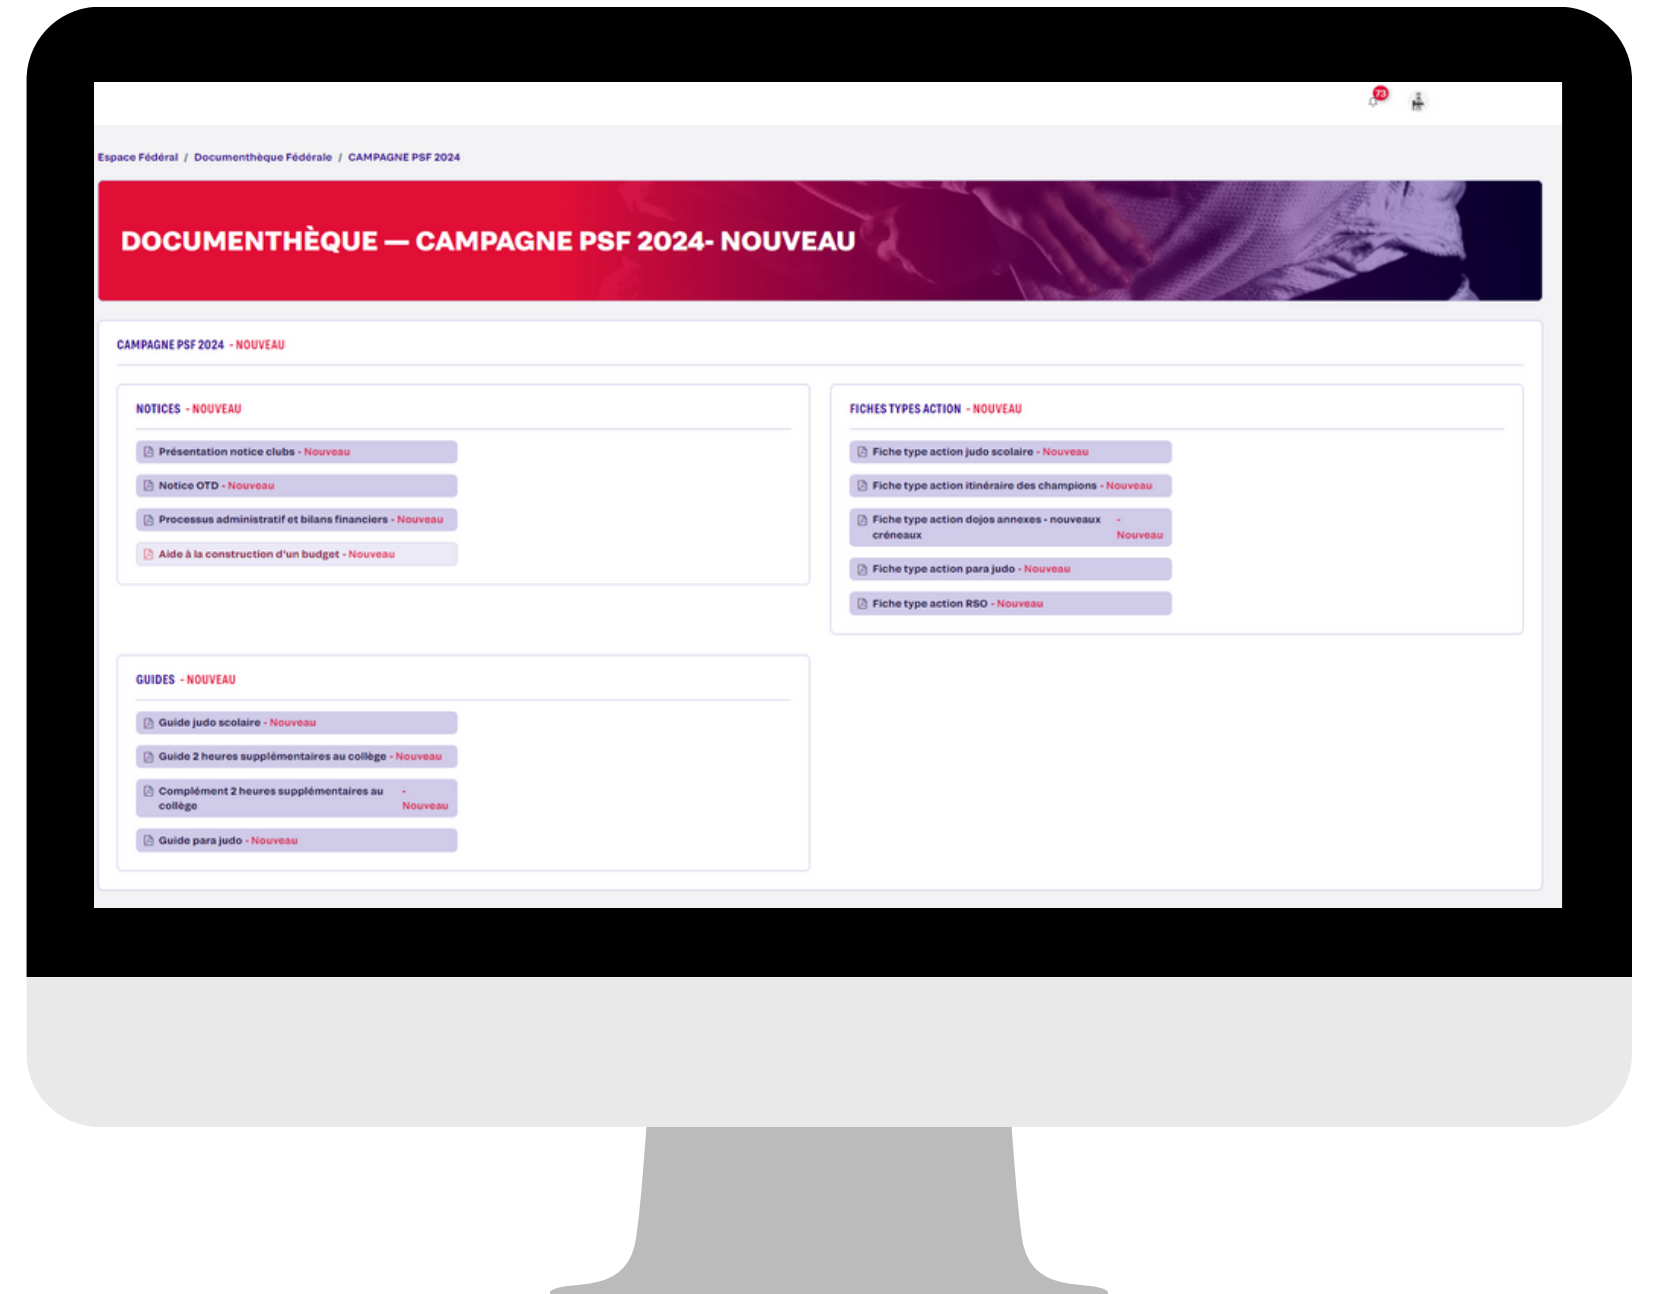 73
Espace Fédéral / Documenthèque Fédérale / CAMPAGNE PSF 2024
DOCUMENTHÈQUE — CAMPAGNE PSF 2024- NOUVEAU
CAMPAGNE PSF 2024 - NOUVEAU
NOTICES - NOUVEAU
Présentation notice clubs - Nouveau
Notice OTD - Nouveau
Processus administratif et bilans financiers - Nouveau
Aide à la construction d'un budget - Nouveau
FICHES TYPES ACTION - NOUVEAU
Fiche type action judo scolaire - Nouveau
Fiche type action itinéraire des champions - Nouveau
Fiche type action dojos annexes - nouveaux -
créneaux Nouveau
Fiche type action para judo - Nouveau
Fiche type action RSO - Nouveau
GUIDES - NOUVEAU
Guide judo scolaire - Nouveau
Guide 2 heures supplémentaires au collège - Nouveau
Complément 2 heures supplémentaires au -
collège Nouveau
Guide para judo - Nouveau